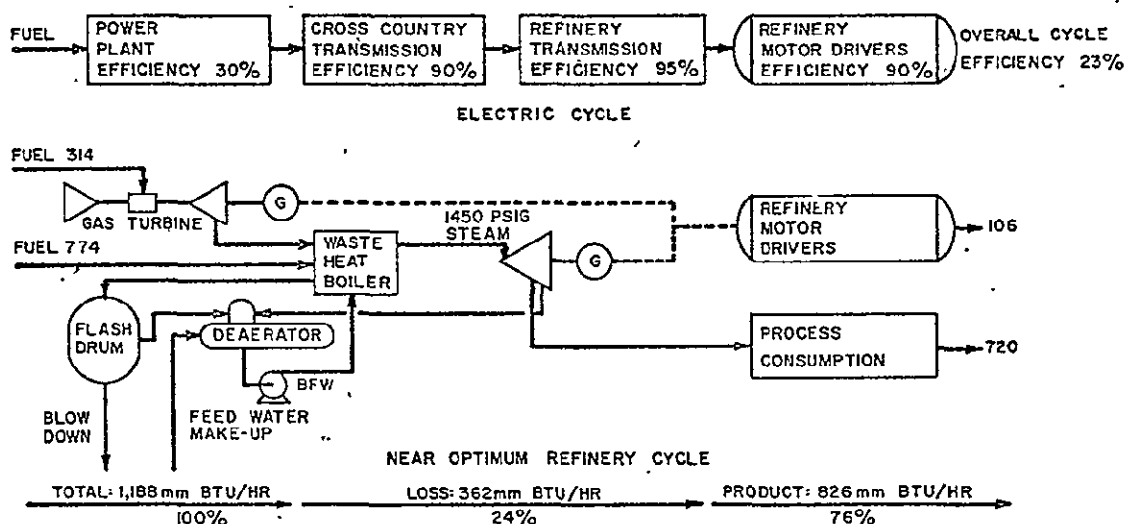 FUEL
POWER
PLANT
EFFICIENCY 30%
CROSS COUNTRY
TRANSMISSION
EFFICIENCY 90%
REFINERY
TRANSMISSION
EFFICIENCY 95%
REFINERY
MOTOR DRIVERS
EFFICIENCY 90%
OVERALL CYCLE
EFFICIENCY 23%
ELECTRIC CYCLE
FUEL 314
GAS TURBINE
G
1450 PSIG
STEAM
REFINERY
MOTOR
DRIVERS
106
FUEL 774
WASTE
HEAT
BOILER
G
FLASH
DRUM
DEAERATOR
PROCESS
CONSUMPTION
720
BFW
BLOW
DOWN
FEED WATER
MAKE-UP
NEAR OPTIMUM REFINERY CYCLE
TOTAL: 1,188 mm BTU/HR
100%
LOSS: 362mm BTU/HR
24%
PRODUCT: 826 mm BTU/HR
76%